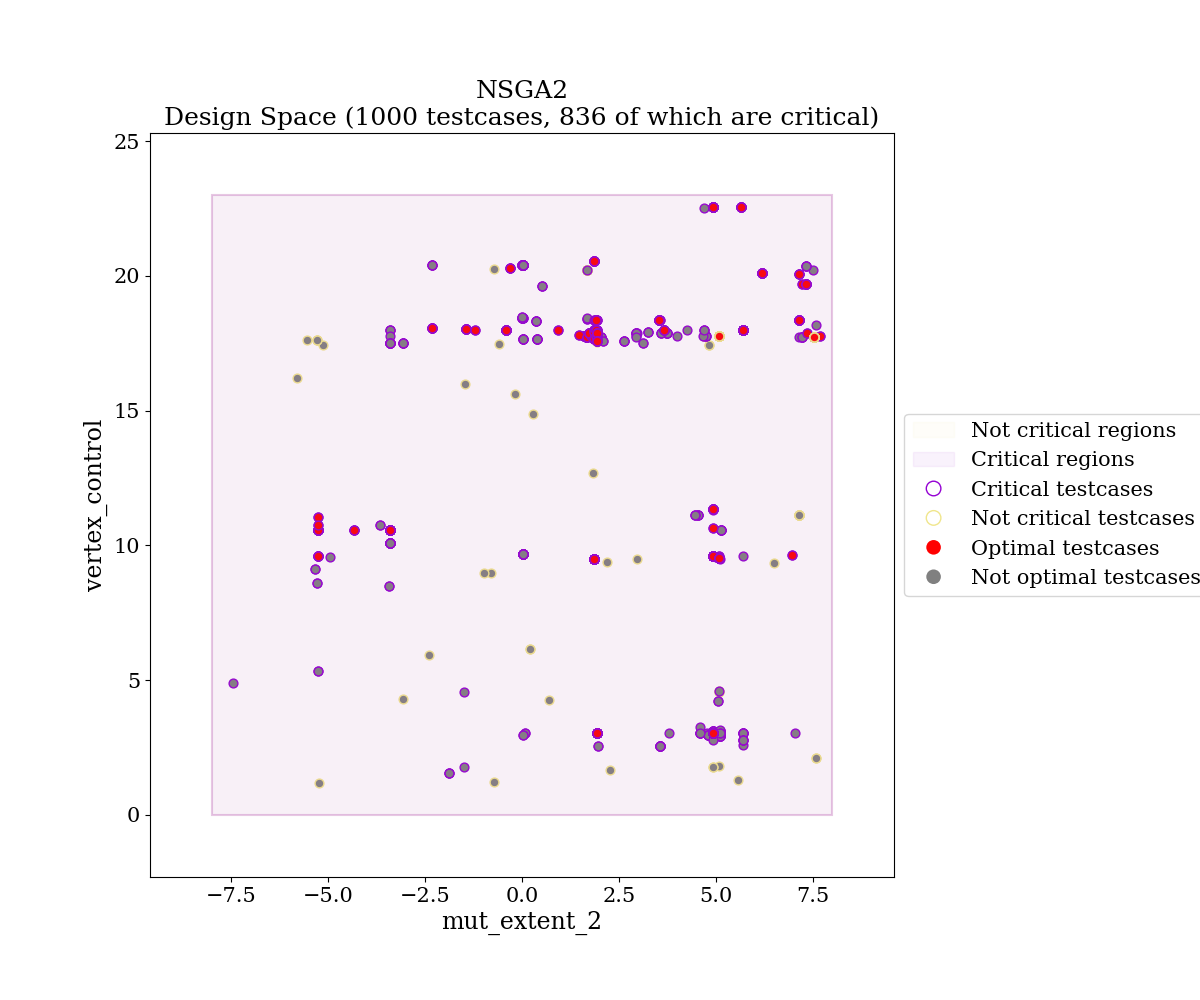 NSGA2
Design Space (1000 testcases, 836 of which are critical)
25
20
15
10
5
0
vertex_control
−7.5
−5.0
−2.5
0.0
2.5
5.0
7.5
mut_extent_2
Not critical regions
Critical regions
Critical testcases
Not critical testcases
Optimal testcases
Not optimal testcases